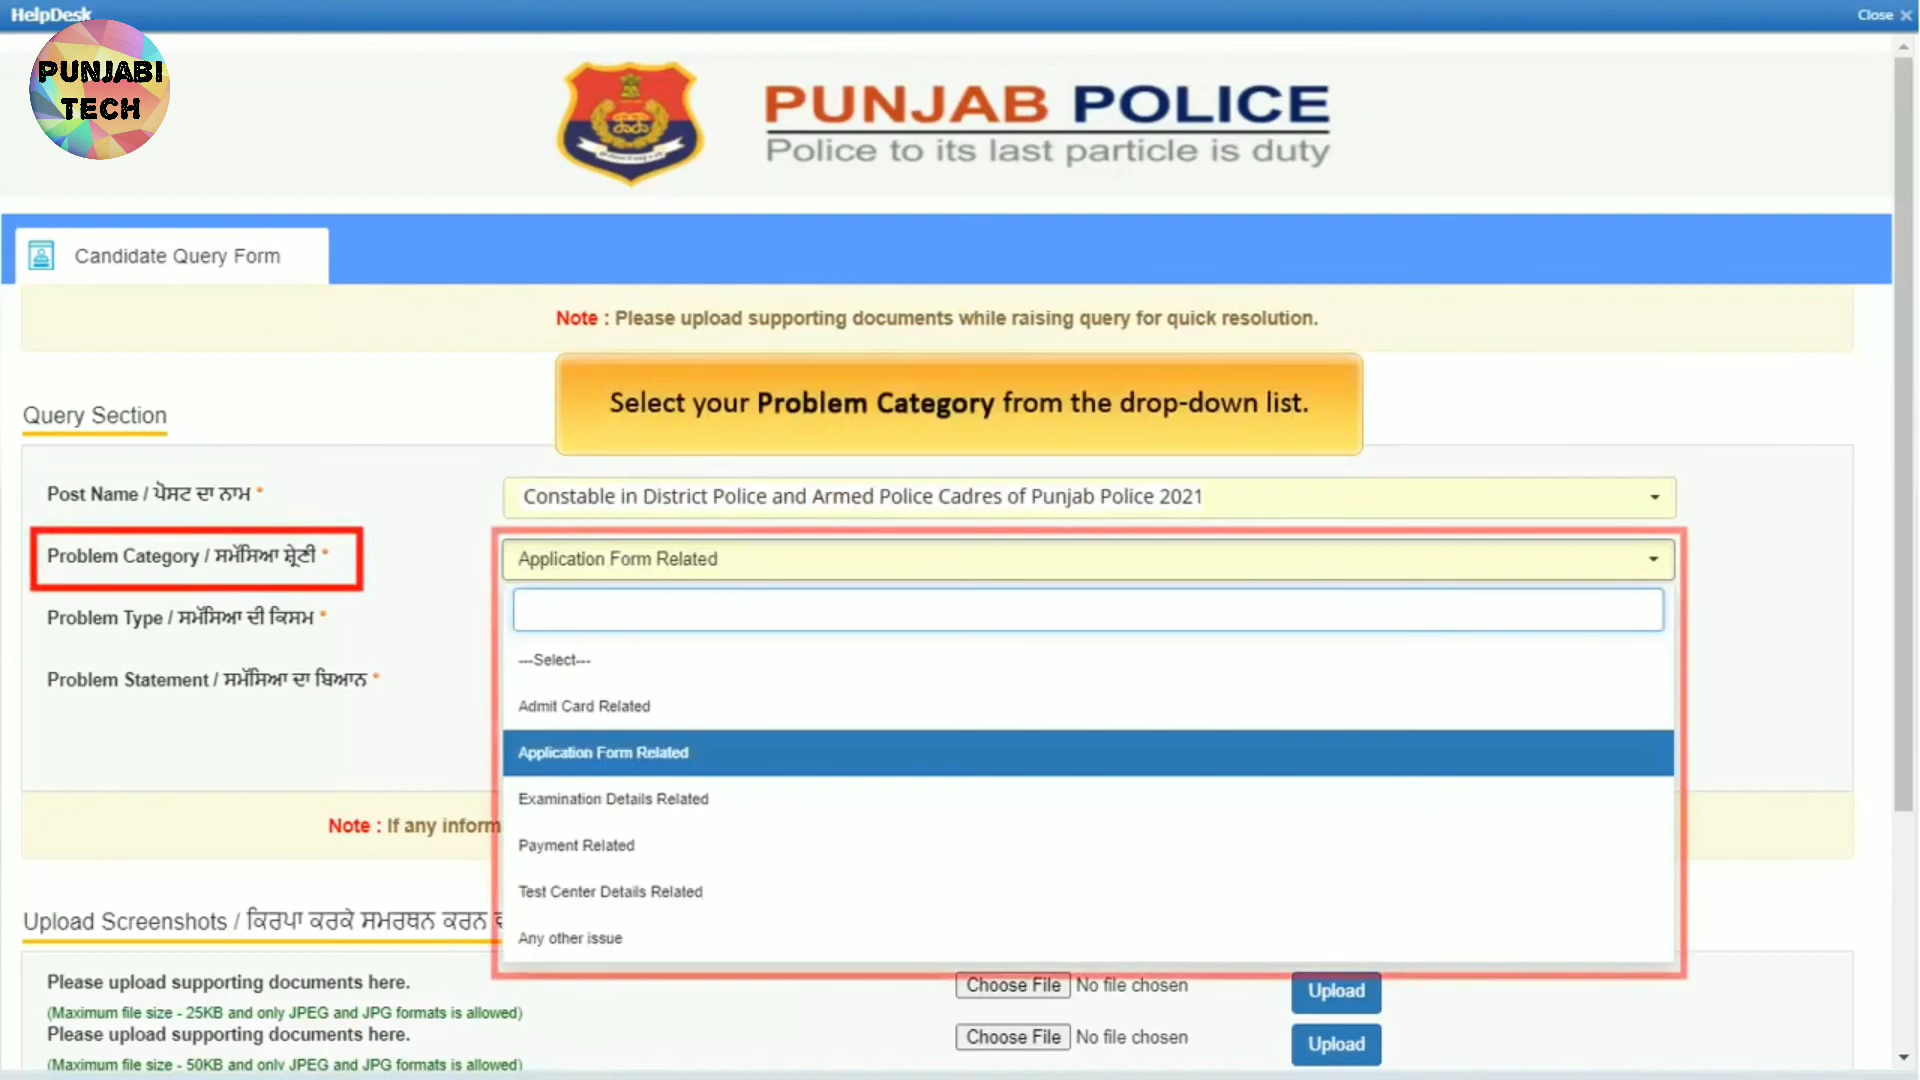 HelpDesk
Close ×
PUNJABI
TECH
PUNJAB POLICE
Police to its last particle is duty
Candidate Query Form
Note : Please upload supporting documents while raising query for quick resolution.
Select your Problem Category from the drop-down list.
Query Section
Post Name / ਪੋਸਟ ਦਾ ਨਾਮ *
Constable in District Police and Armed Police Cadres of Punjab Police 2021
Problem Category / ਸਮੱਸਿਆ ਸ਼੍ਰੇਣੀ *
Application Form Related
Problem Type / ਸਮੱਸਿਆ ਦੀ ਕਿਸਮ *
---Select---
Problem Statement / ਸਮੱਸਿਆ ਦਾ ਬਿਆਨ *
Admit Card Related
Application Form Related
Examination Details Related
Note : If any inform
Payment Related
Test Center Details Related
Upload Screenshots / ਕਿਰਪਾ ਕਰਕੇ ਸਮਰਥਨ ਕਰਨ
Any other issue
Please upload supporting documents here.
Choose File No file chosen
Upload
(Maximum file size - 25KB and only JPEG and JPG formats is allowed)
Please upload supporting documents here.
Choose File No file chosen
Upload
(Maximum file size - 50KB and only JPEG and JPG formats is allowed)